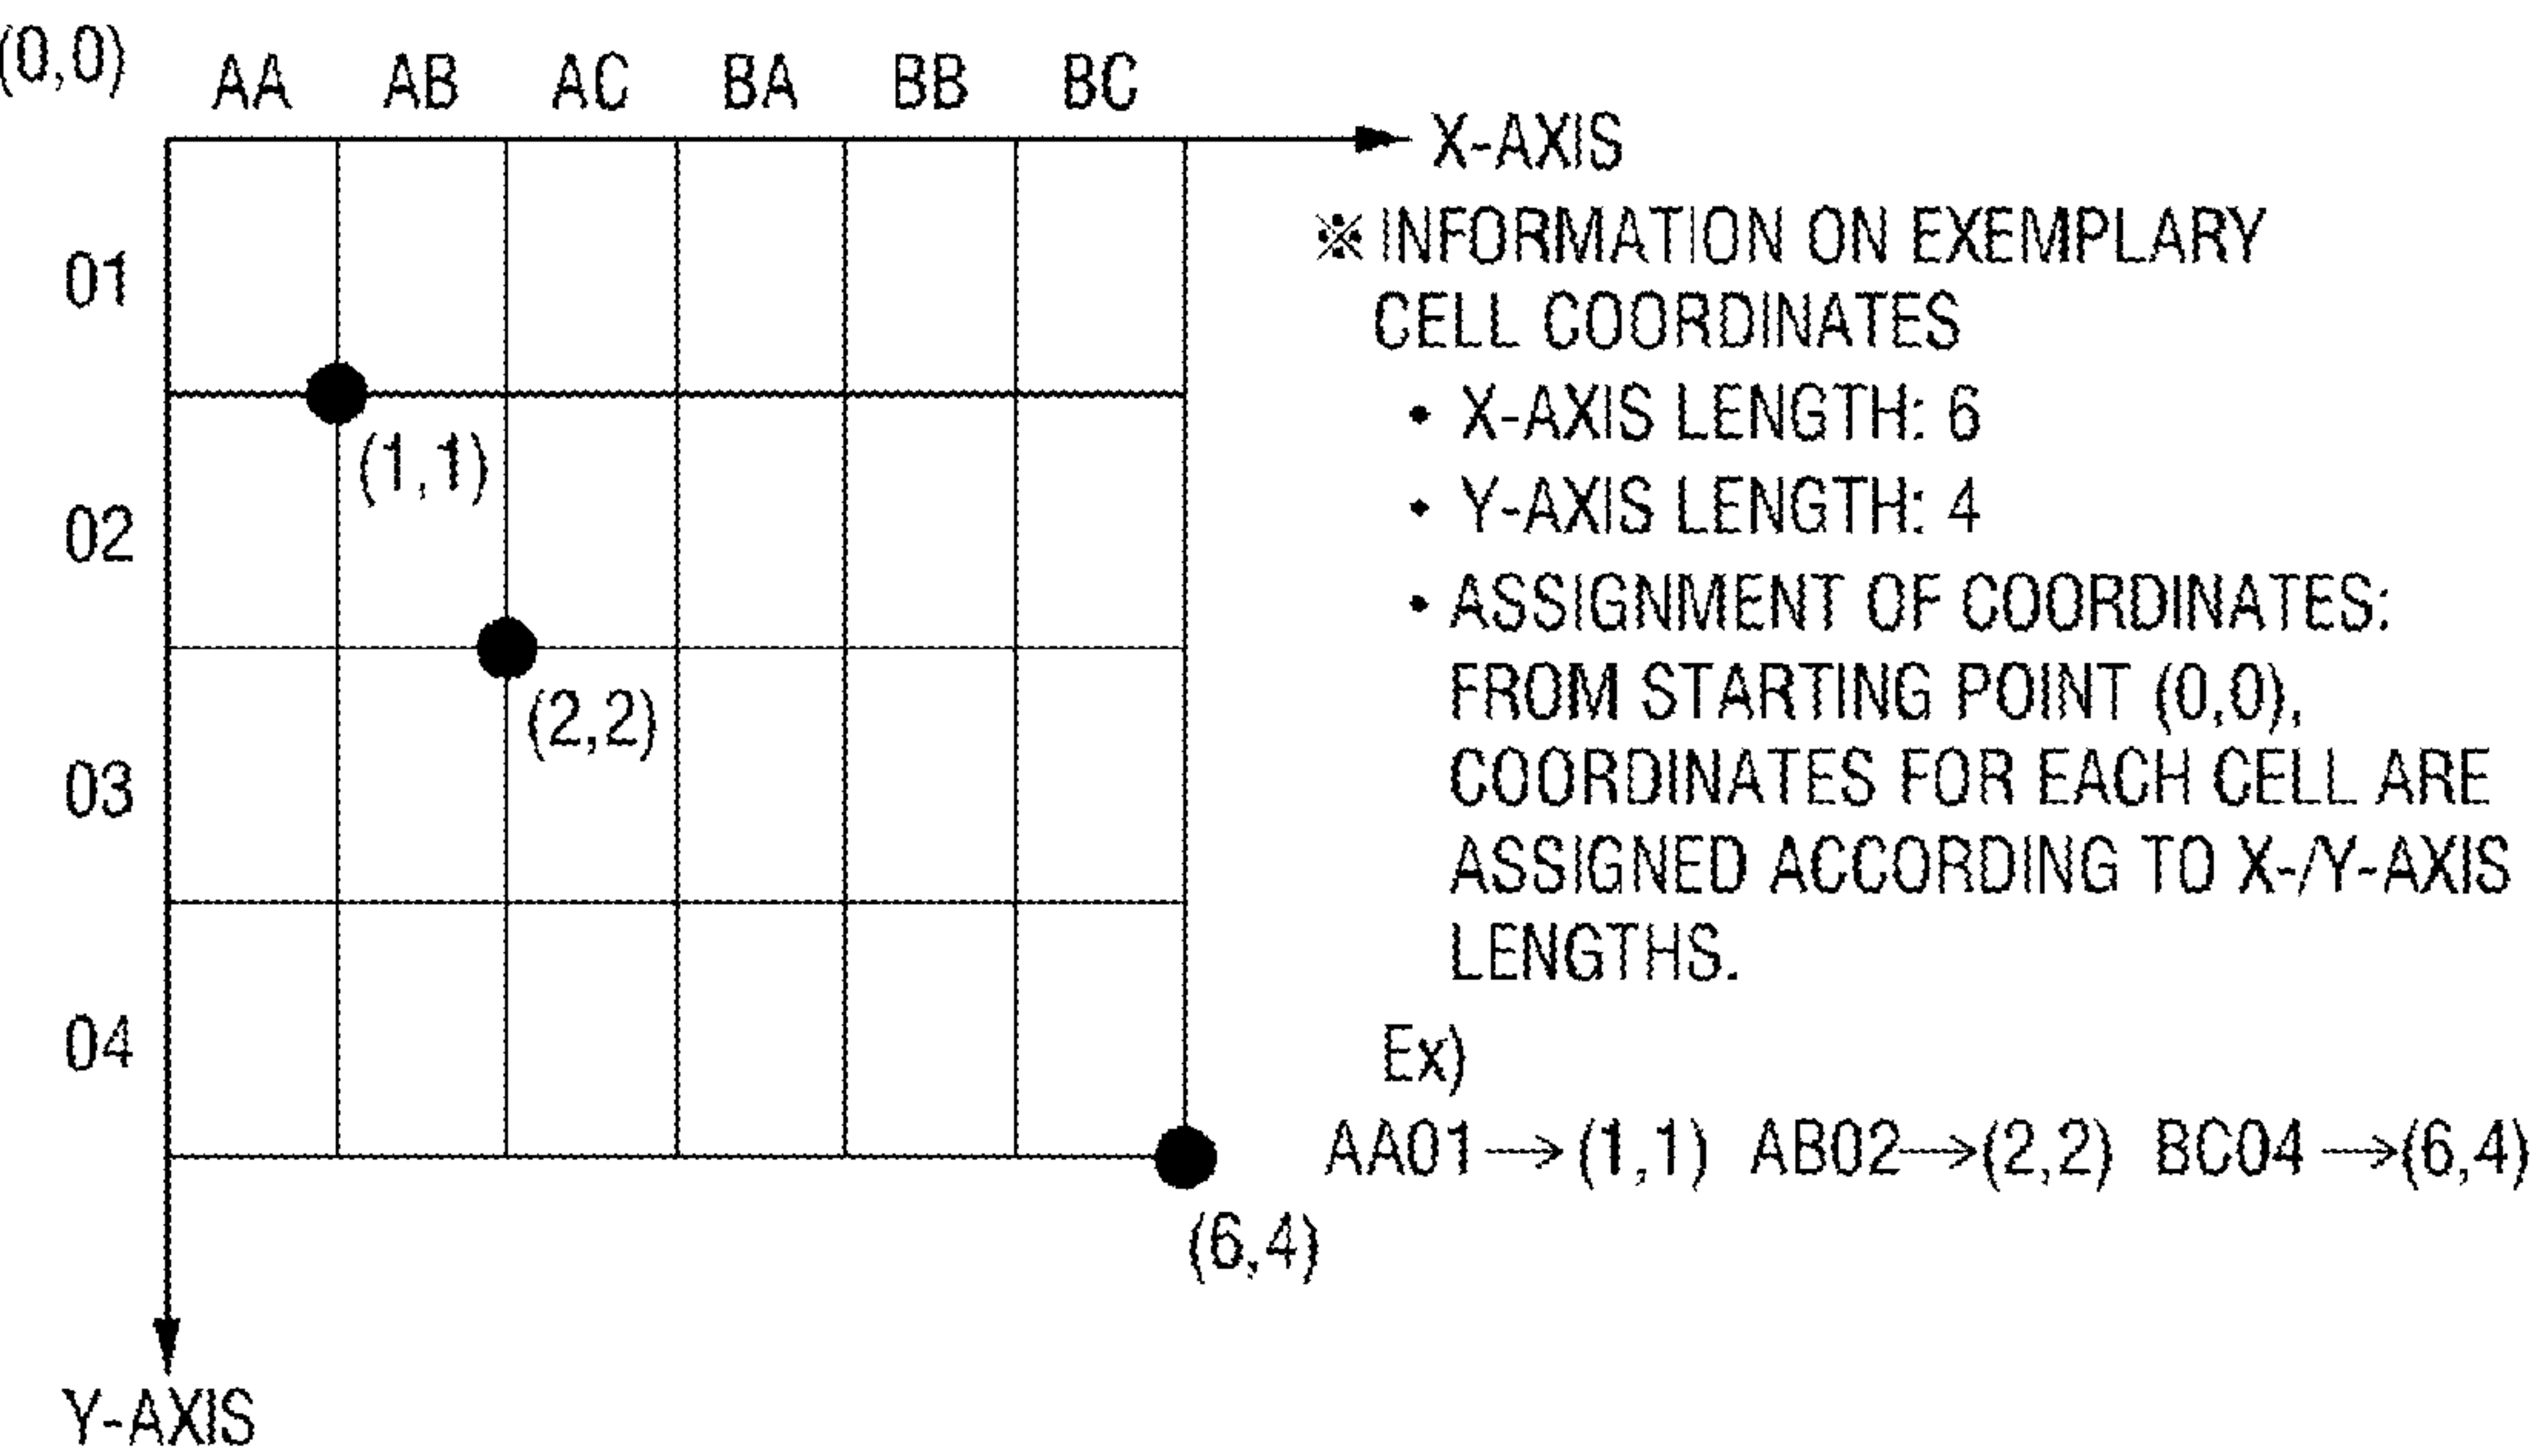 (0,0) AA AB AC BA BB BC
X-AXIS
01
02
03
04
(1,1)
(2,2)
(6,4)
Y-AXIS
※ INFORMATION ON EXEMPLARY
CELL COORDINATES
• X-AXIS LENGTH: 6
• Y-AXIS LENGTH: 4
• ASSIGNMENT OF COORDINATES:
FROM STARTING POINT (0,0),
COORDINATES FOR EACH CELL ARE
ASSIGNED ACCORDING TO X-/Y-AXIS
LENGTHS.
Ex)
AA01→(1,1) AB02→(2,2) BC04→(6,4)